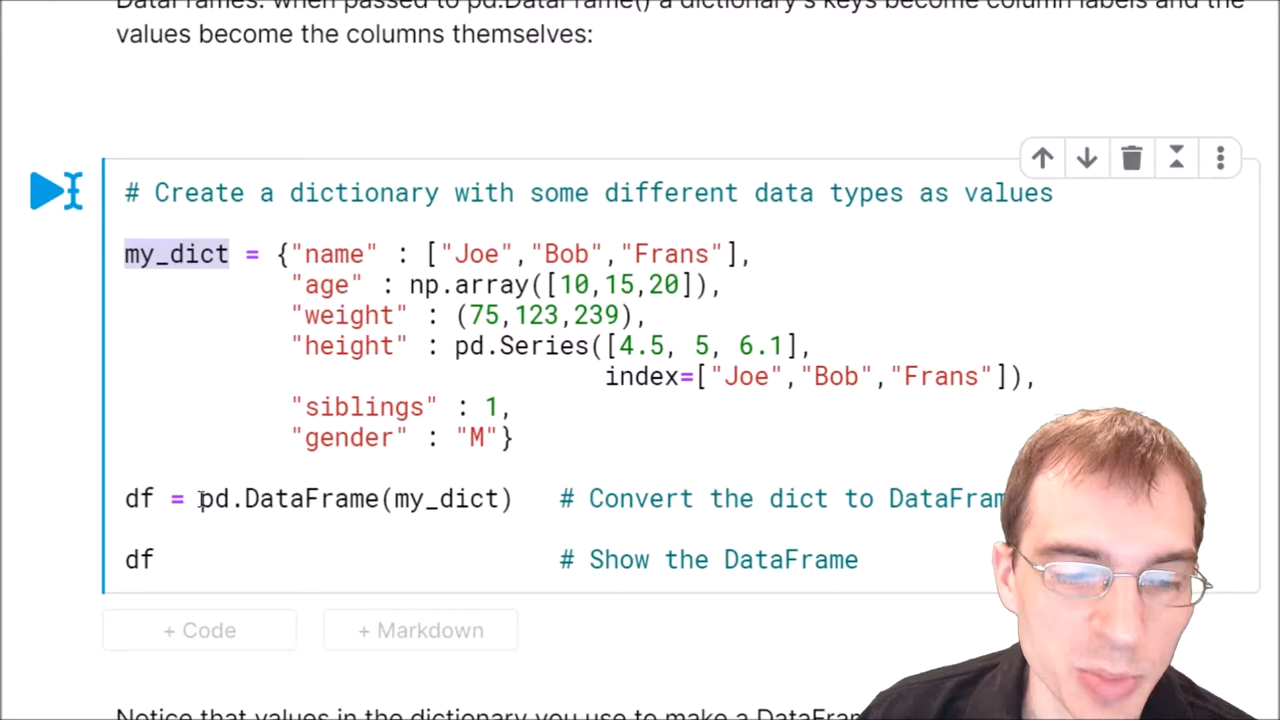 DataFrames: when passed to pd.DataFrame() a dictionary's keys become column labels and the
values become the columns themselves:
# Create a dictionary with some different data types as values
my_dict = {"name" : ["Joe","Bob","Frans"],
"age" : np.array([10,15,20]),
"weight" : (75,123,239),
"height" : pd.Series([4.5, 5, 6.1],
index=["Joe","Bob","Frans"]),
"siblings" : 1,
"gender" : "M"}
df = pd.DataFrame(my_dict) # Convert the dict to DataFram
df # Show the DataFrame
+ Code + Markdown
Notice that values in the dictionary you use to make a DataFram